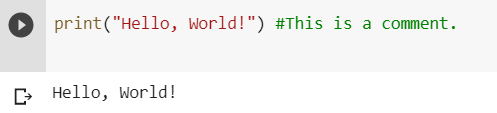 print("Hello, World!") #This is a comment.
Hello, World!